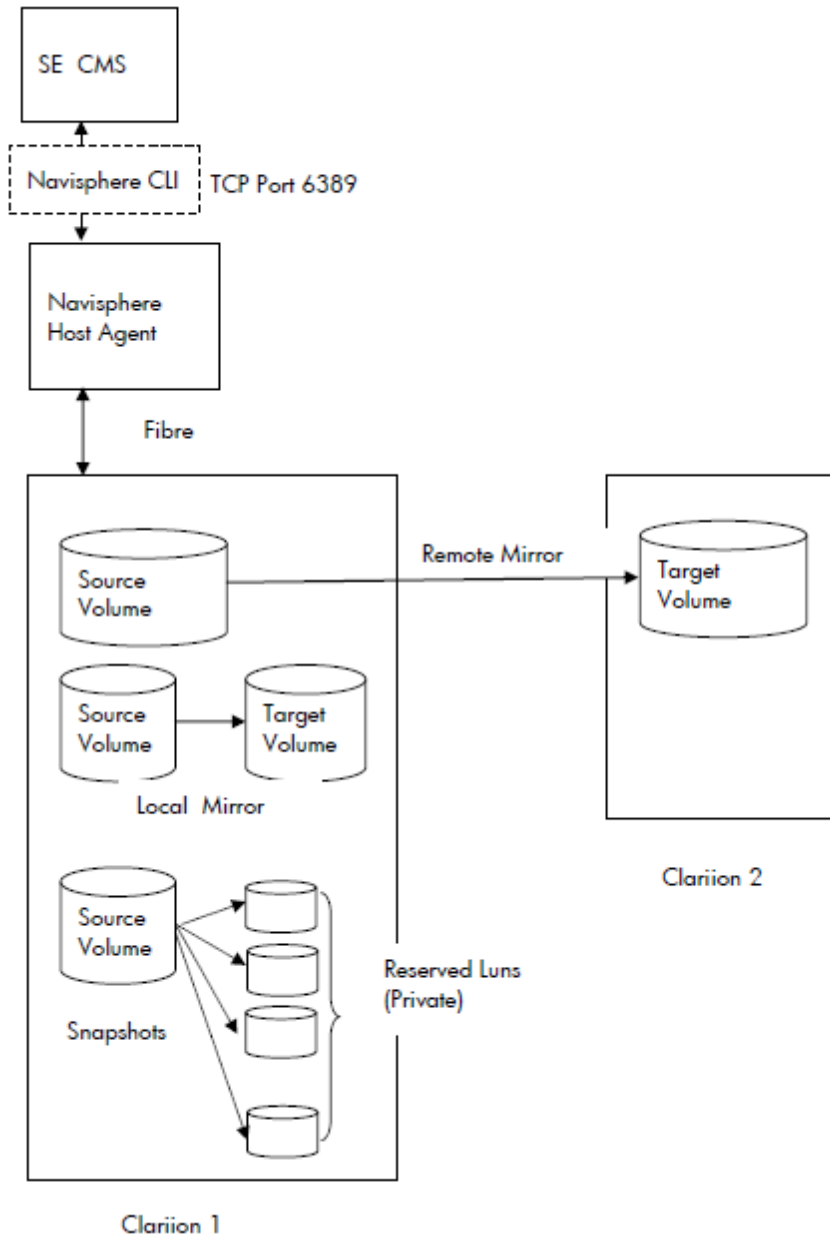 SE CMS
Navisphere CLI
TCP Port 6389
Navisphere
Host Agent
Fibre
Source
Volume
Remote Mirror
Target
Volume
Source
Volume
Target
Volume
Local Mirror
Source
Volume
Snapshots
Reserved Luns
(Private)
Clariion 2
Clariion 1